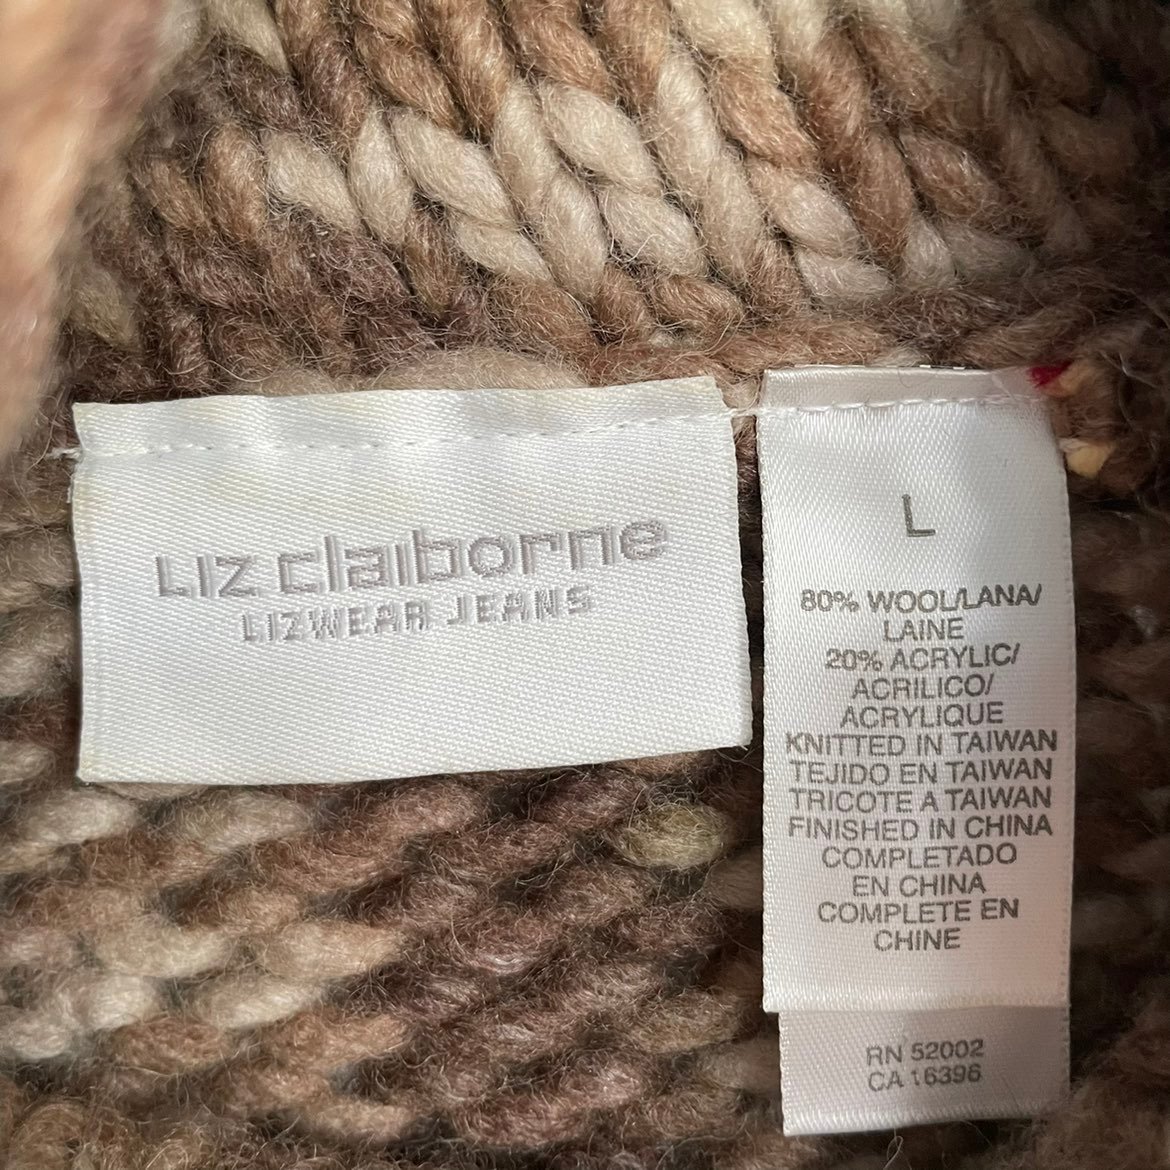 LIZ claiborne
LIZWEAR JEANS
L
80% WOOL/LANA/
LAINE
20% ACRYLIC/
ACRILICO/
ACRYLIQUE
KNITTED IN TAIWAN
TEJIDO EN TAIWAN
TRICOTE A TAIWAN
FINISHED IN CHINA
COMPLETADO
EN CHINA
COMPLETE EN
CHINE
RN 52002
CA 16396